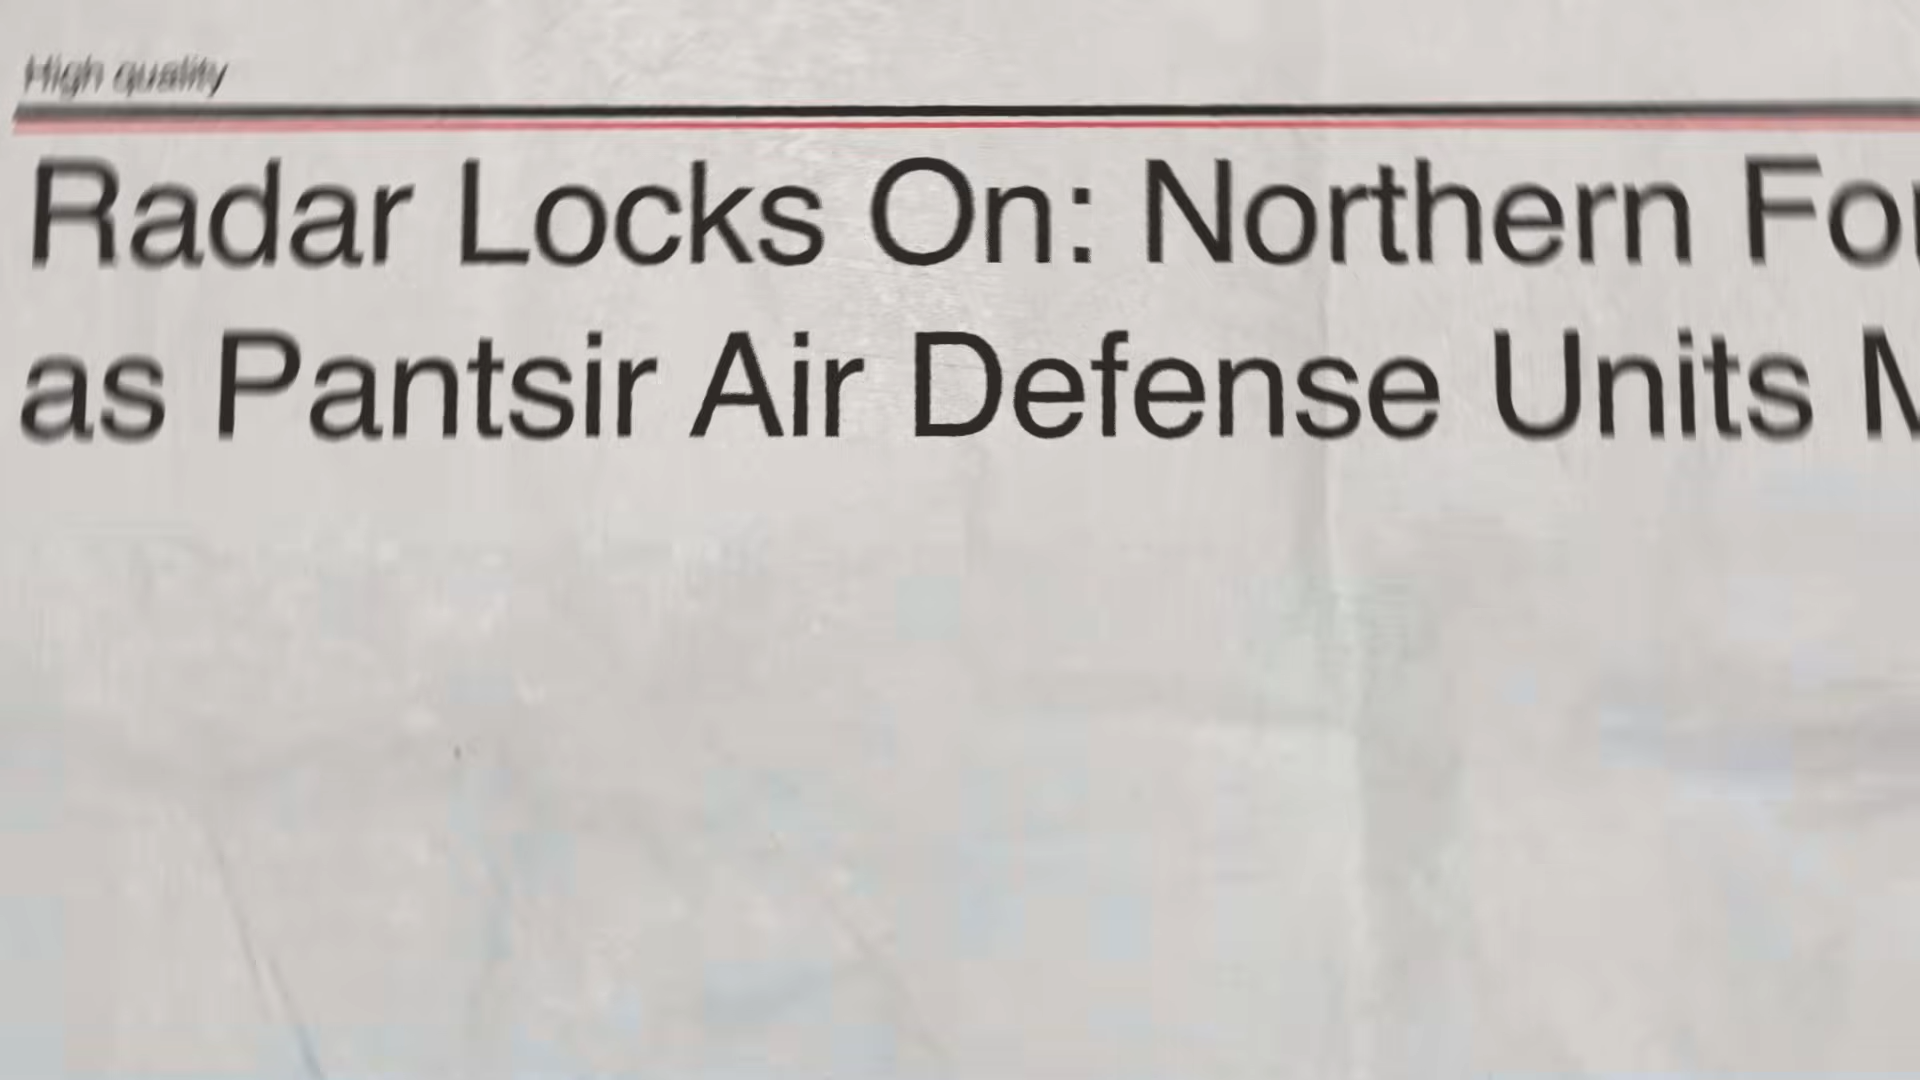 High quality
Radar Locks On: Northern
as Pantsir Air Defense Units